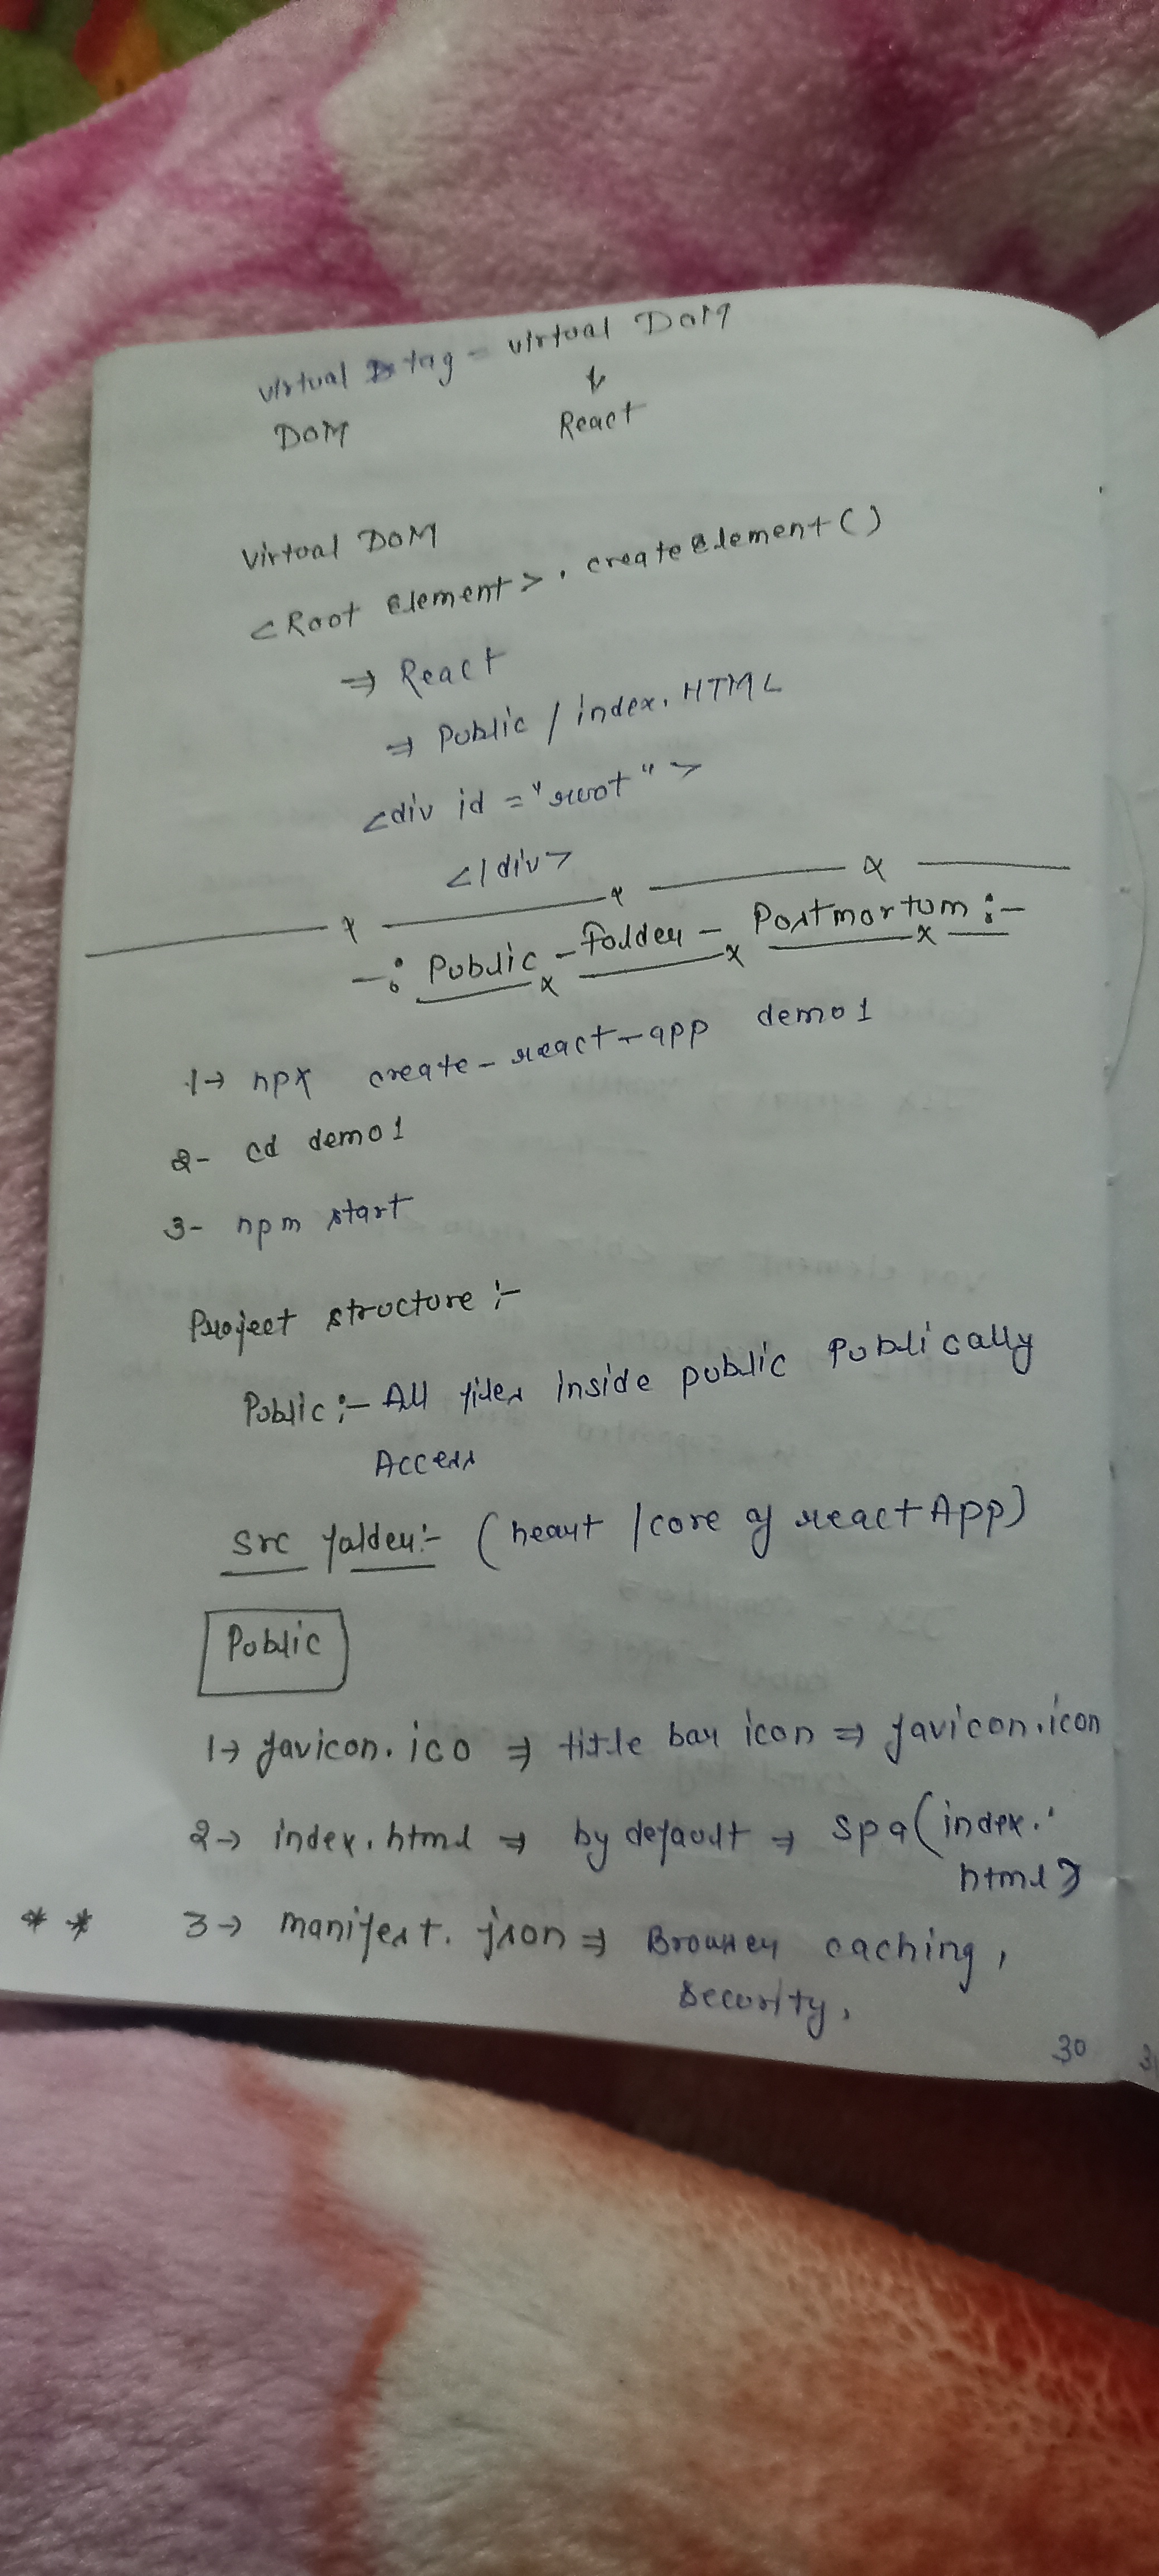 virtual tag = virtual DOM
DOM
React
virtual DOM
<Root element>. createElement()
⇒ React
⇒ Public / index. HTML
<div id = "root" >
</div>
-: Public - Folder - Postmortum :-
1→ npx create-react-app demo1
2- cd demo1
3- npm start
Project structure :-
Public :- All files inside public Publically
Access
src folder:- (heart / core of react App)
Public
1→ favicon.ico ⇒ title bar icon ⇒ favicon.icon
2→ index.html ⇒ by default ⇒ spa (index.
html)
** 3→ manifest. json ⇒ Browser caching,
security,
30